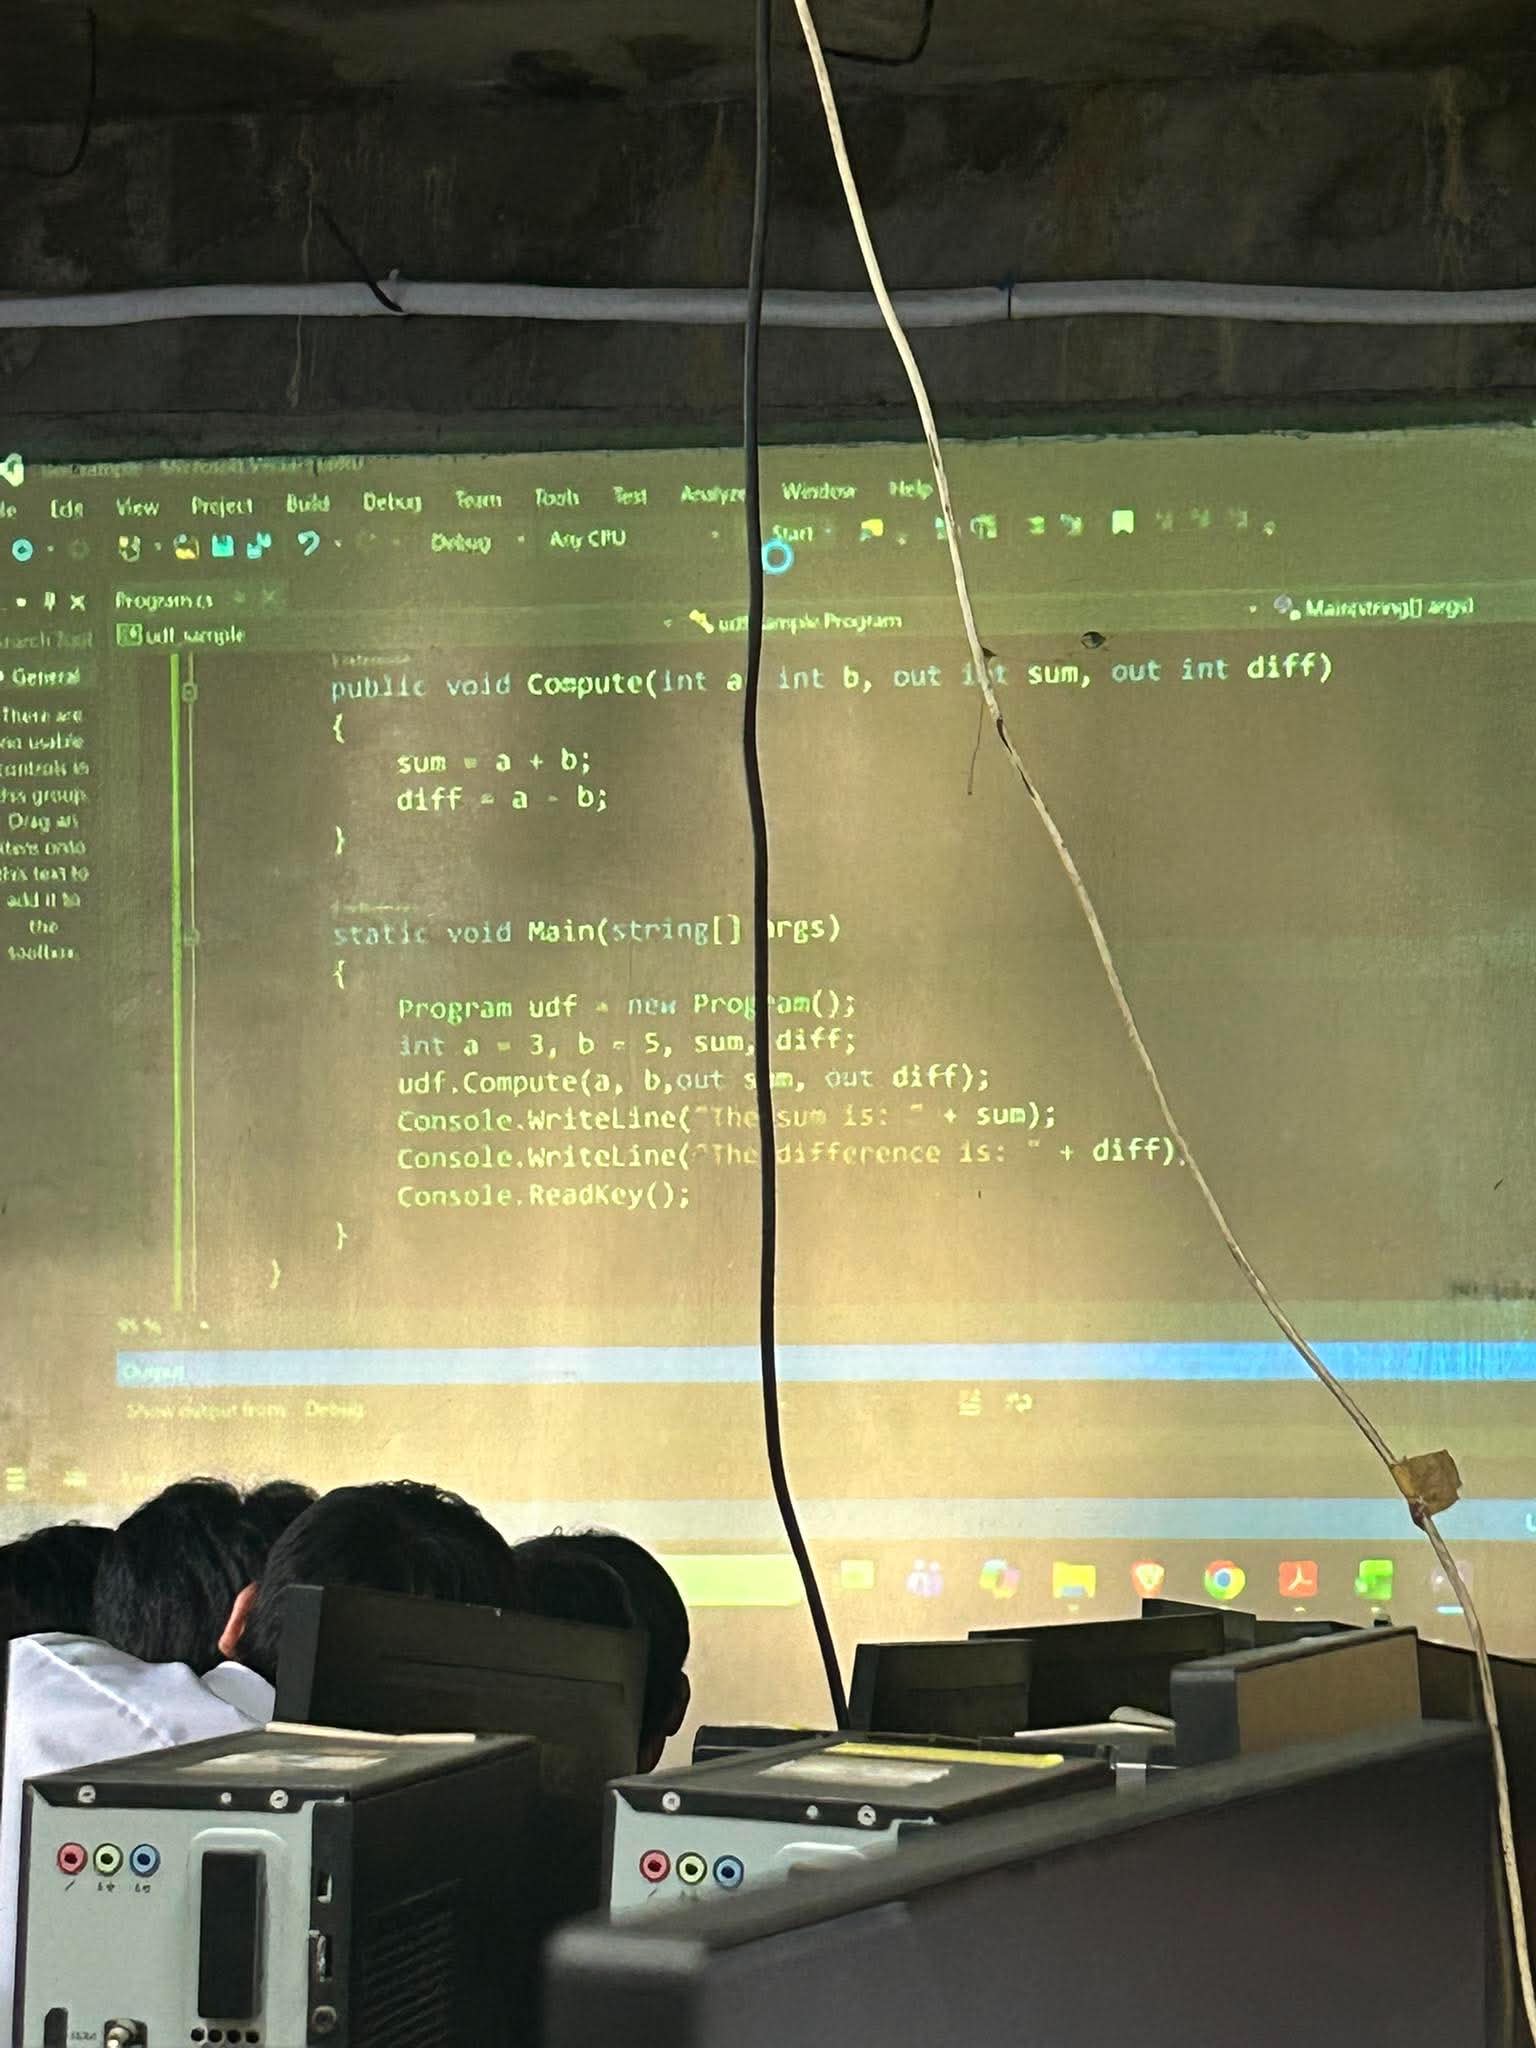 View Project Build Debug Team Tools Test Analyze Window Help
Debug Any CPU Start
Program.cs
udf_sample
Program
Main(string[] args)
General
public void Compute(int a int b, out int sum, out int diff)
{
sum = a + b;
diff = a - b;
}
static void Main(string[] args)
{
Program udf = new Program();
int a = 3, b = 5, sum, diff;
udf.Compute(a, b,out sum, out diff);
Console.WriteLine("The sum is: " + sum);
Console.WriteLine("The difference is: " + diff);
Console.ReadKey();
}
}
There are
no usable
controls in
this group.
Drag an
item onto
this text to
add it to
the
toolbox.
Output
Show output from: Debug